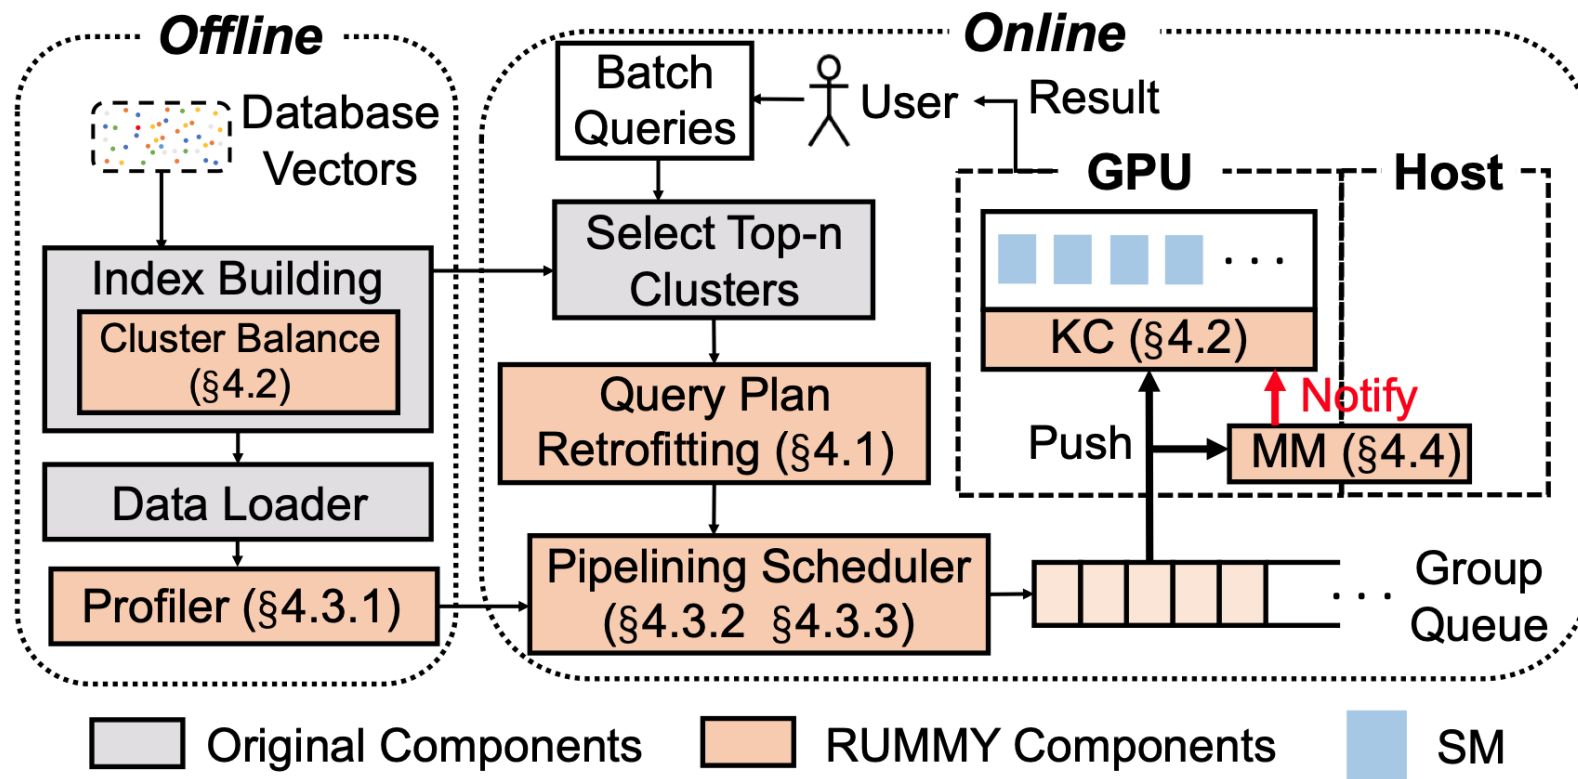 Offline
Database
Vectors
Index Building
Cluster Balance
(§4.2)
Data Loader
Profiler (§4.3.1)
Online
Batch
Queries
User
Result
Select Top-n
Clusters
Query Plan
Retrofitting (§4.1)
Pipelining Scheduler
(§4.3.2 §4.3.3)
GPU
Host
. . .
KC (§4.2)
Notify
Push
MM (§4.4)
. . .
Group
Queue
Original Components
RUMMY Components
SM